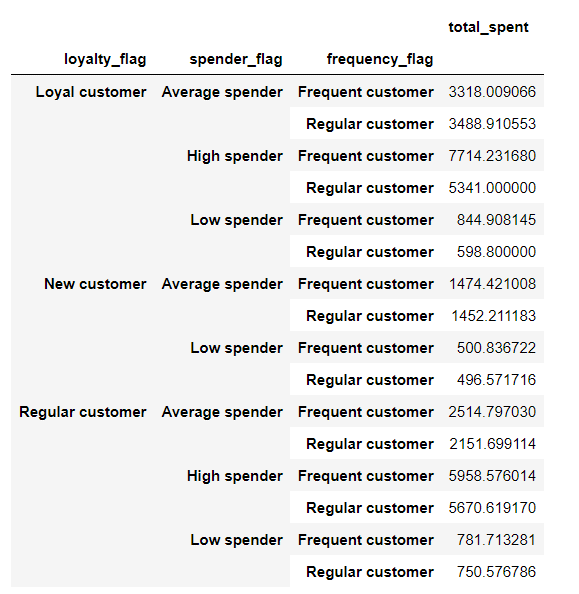 total_spent
loyalty_flag spender_flag frequency_flag
Loyal customer Average spender Frequent customer 3318.009066
Regular customer 3488.910553
High spender Frequent customer 7714.231680
Regular customer 5341.000000
Low spender Frequent customer 844.908145
Regular customer 598.800000
New customer Average spender Frequent customer 1474.421008
Regular customer 1452.211183
Low spender Frequent customer 500.836722
Regular customer 496.571716
Regular customer Average spender Frequent customer 2514.797030
Regular customer 2151.699114
High spender Frequent customer 5958.576014
Regular customer 5670.619170
Low spender Frequent customer 781.713281
Regular customer 750.576786